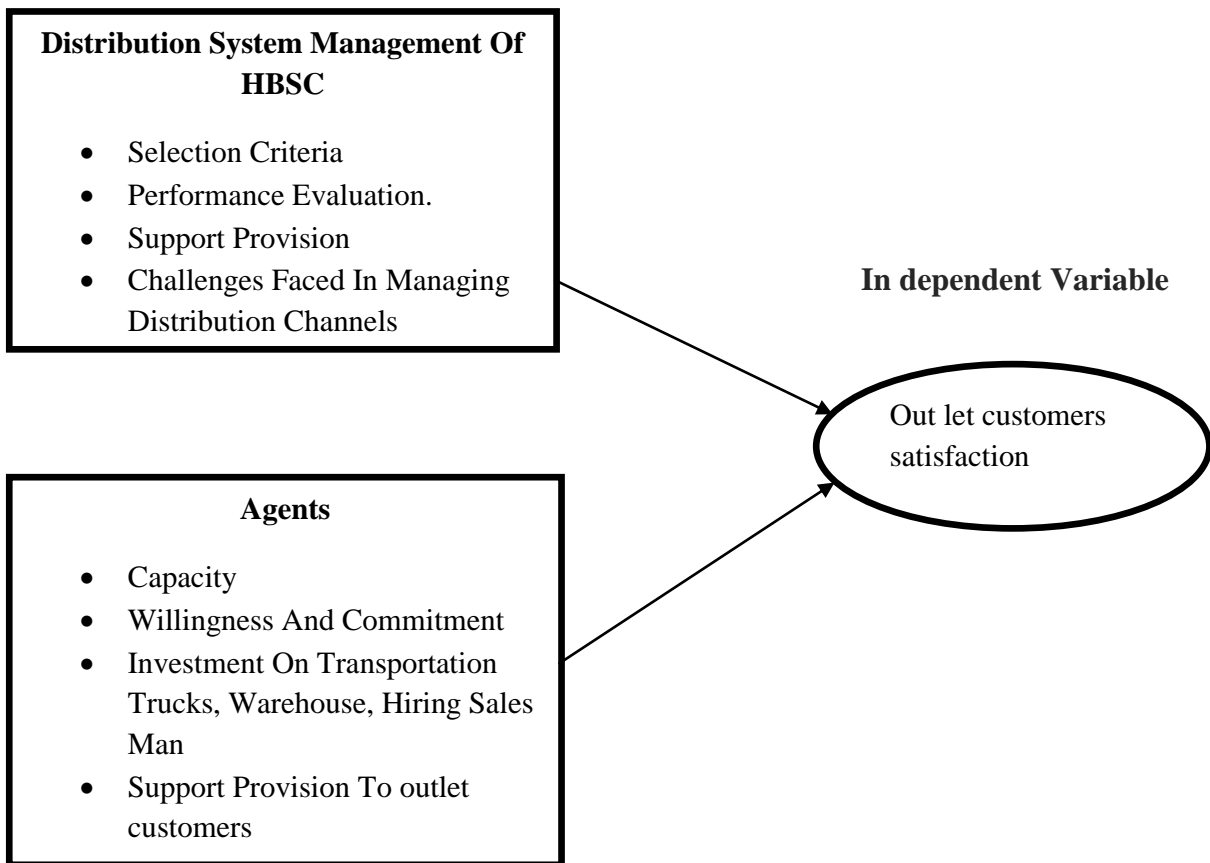 Distribution System Management Of
HBSC
• Selection Criteria
• Performance Evaluation.
• Support Provision
• Challenges Faced In Managing
Distribution Channels
In dependent Variable
Out let customers
satisfaction
Agents
• Capacity
• Willingness And Commitment
• Investment On Transportation
Trucks, Warehouse, Hiring Sales
Man
• Support Provision To outlet
customers